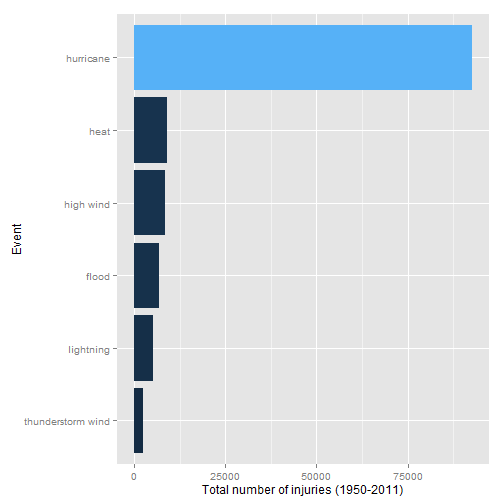 hurricane
heat
high wind
flood
lightning
thunderstorm wind
Event
0 25000 50000 75000
Total number of injuries (1950-2011)